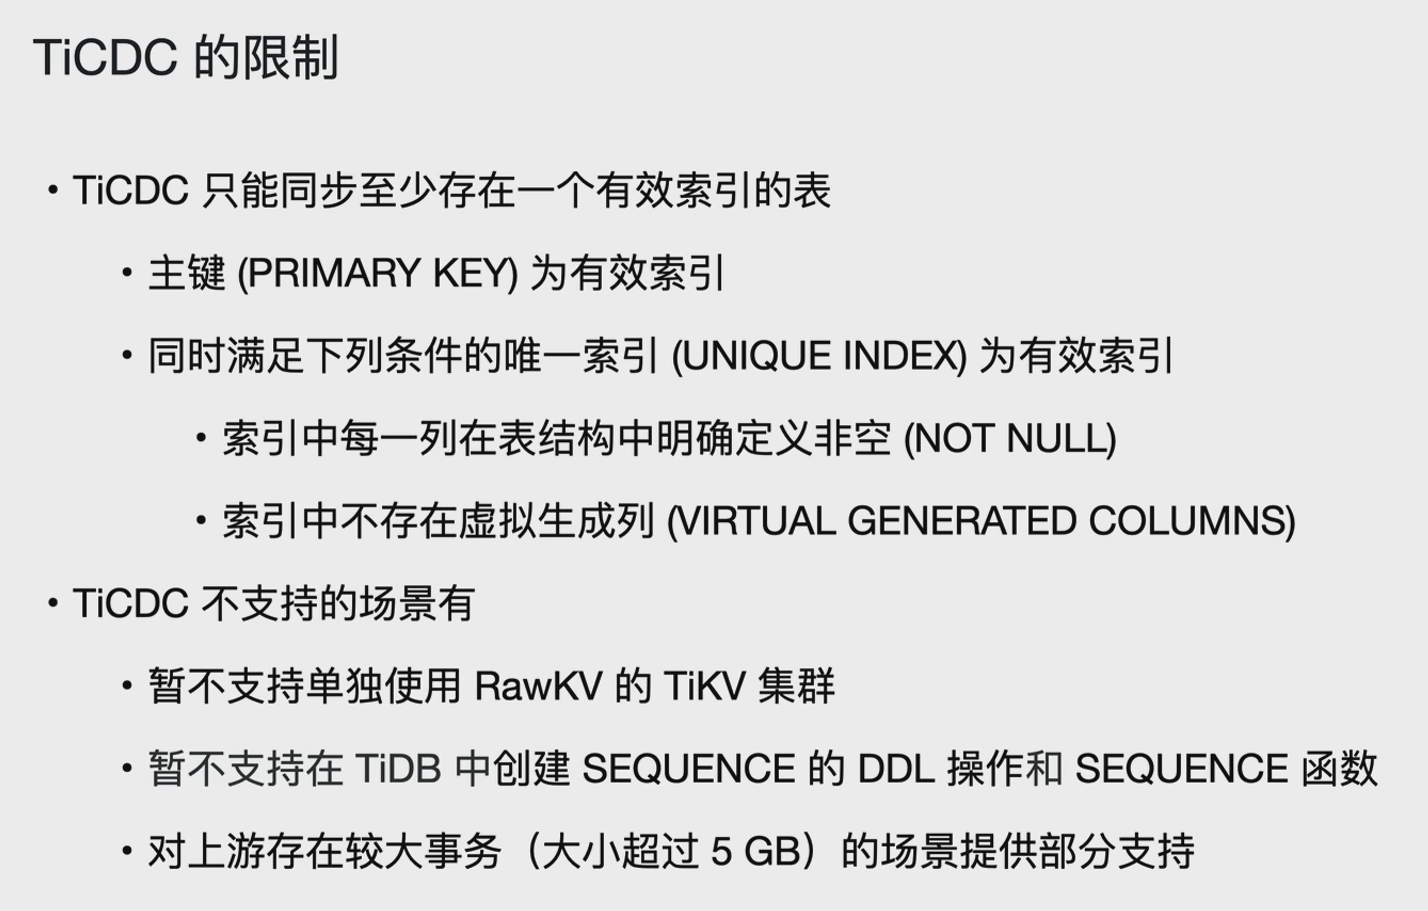 TiCDC 的限制
• TiCDC 只能同步至少存在一个有效索引的表
• 主键 (PRIMARY KEY) 为有效索引
• 同时满足下列条件的唯一索引 (UNIQUE INDEX) 为有效索引
• 索引中每一列在表结构中明确定义非空 (NOT NULL)
• 索引中不存在虚拟生成列 (VIRTUAL GENERATED COLUMNS)
• TiCDC 不支持的场景有
• 暂不支持单独使用 RawKV 的 TiKV 集群
• 暂不支持在 TiDB 中创建 SEQUENCE 的 DDL 操作和 SEQUENCE 函数
• 对上游存在较大事务（大小超过 5 GB）的场景提供部分支持